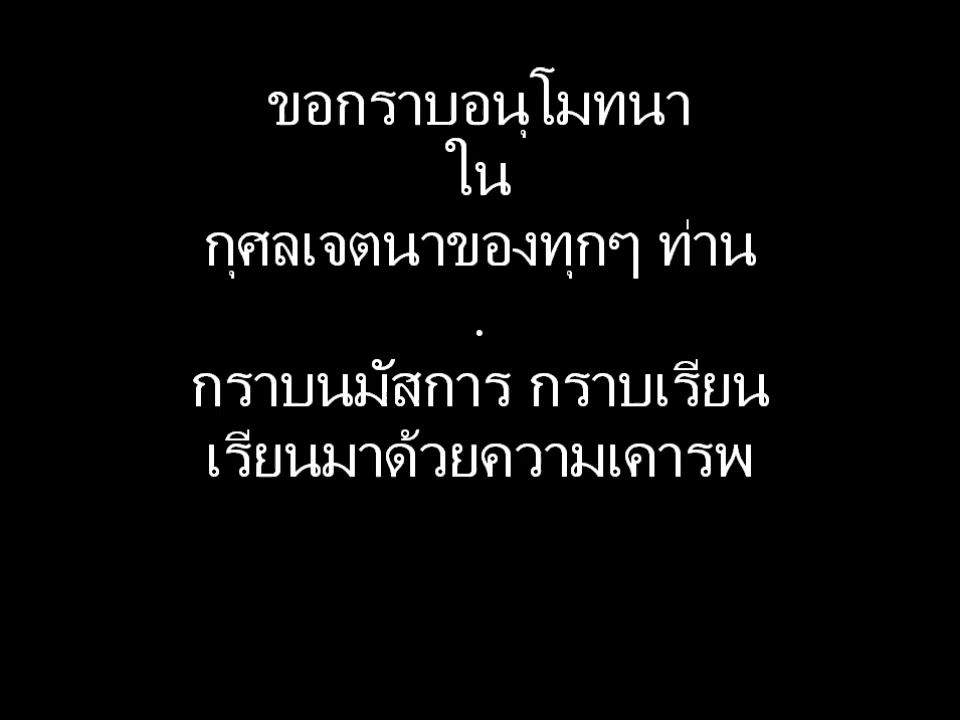 ขอกราบอนุโมทนา
ใน
กุศลเจตนาของทุกๆ ท่าน
.
กราบนมัสการ กราบเรียน
เรียนมาด้วยความเคารพ